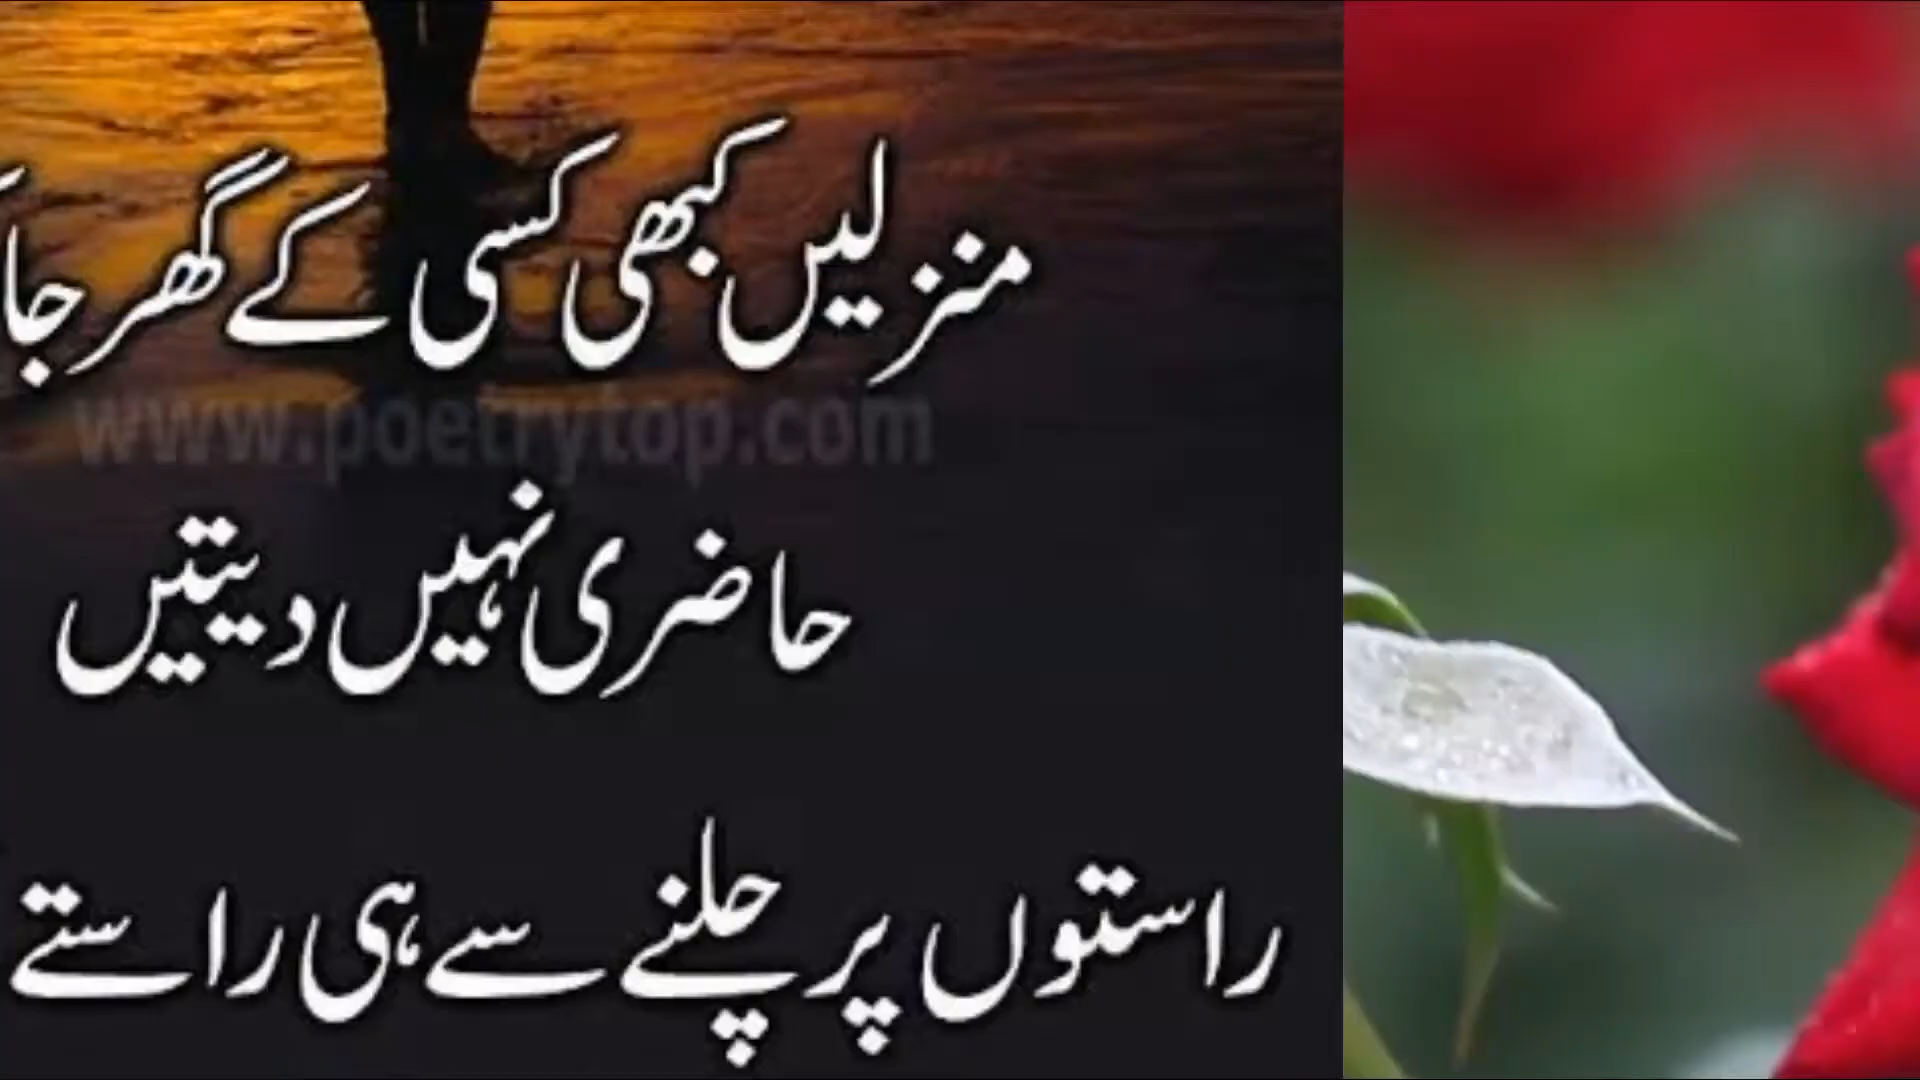 منزلیں کبھی کسی کے گھر جا
www.poetrytop.com
حاضری نہیں دیتیں
راستوں پر چلنے سے ہی راستے